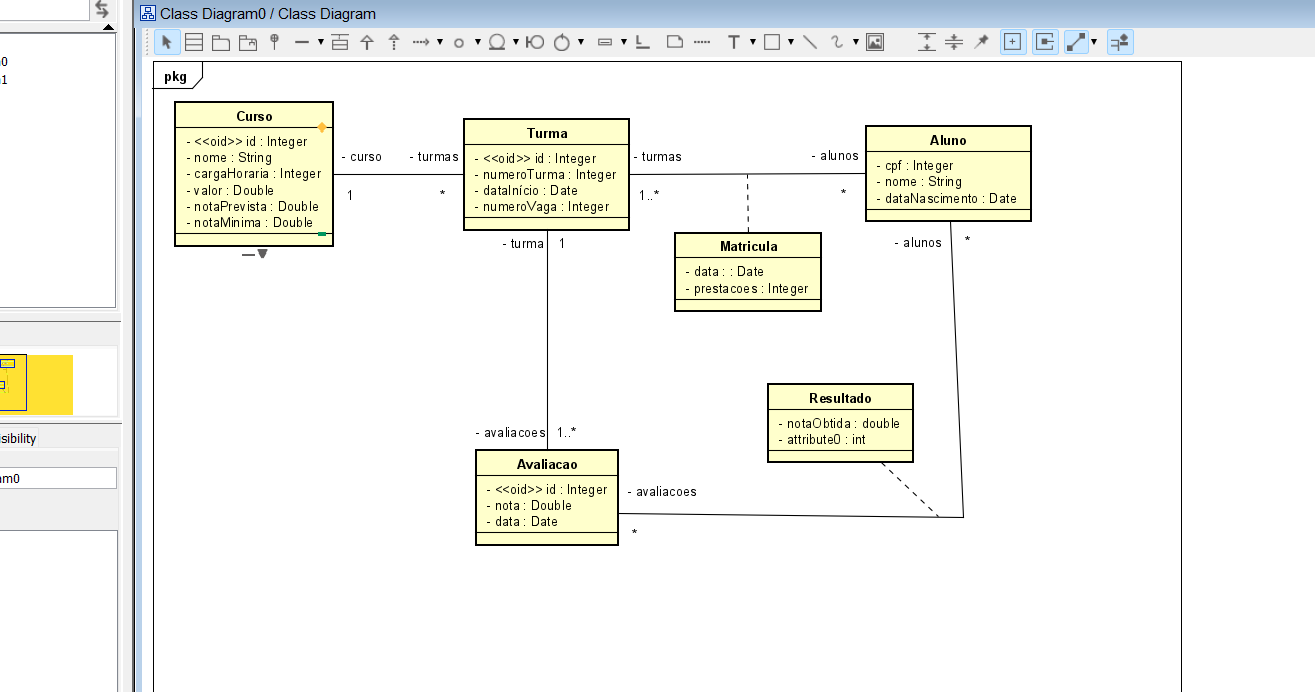 Class Diagram0 / Class Diagram
0
1
pkg
Curso
- <<oid>> id : Integer
- nome : String
- cargaHoraria : Integer
- valor : Double
- notaPrevista : Double
- notaMinima : Double
- curso
- turmas
1
*
Turma
- <<oid>> id : Integer
- numeroTurma : Integer
- dataInício : Date
- numeroVaga : Integer
- turmas
- alunos
1..*
*
Aluno
- cpf : Integer
- nome : String
- dataNascimento : Date
- turma
1
- alunos
*
Matricula
- data : : Date
- prestacoes : Integer
Resultado
- notaObtida : double
- attribute0 : int
- avaliacoes
1..*
Avaliacao
- <<oid>> id : Integer
- nota : Double
- data : Date
- avaliacoes
*
isibility
am0